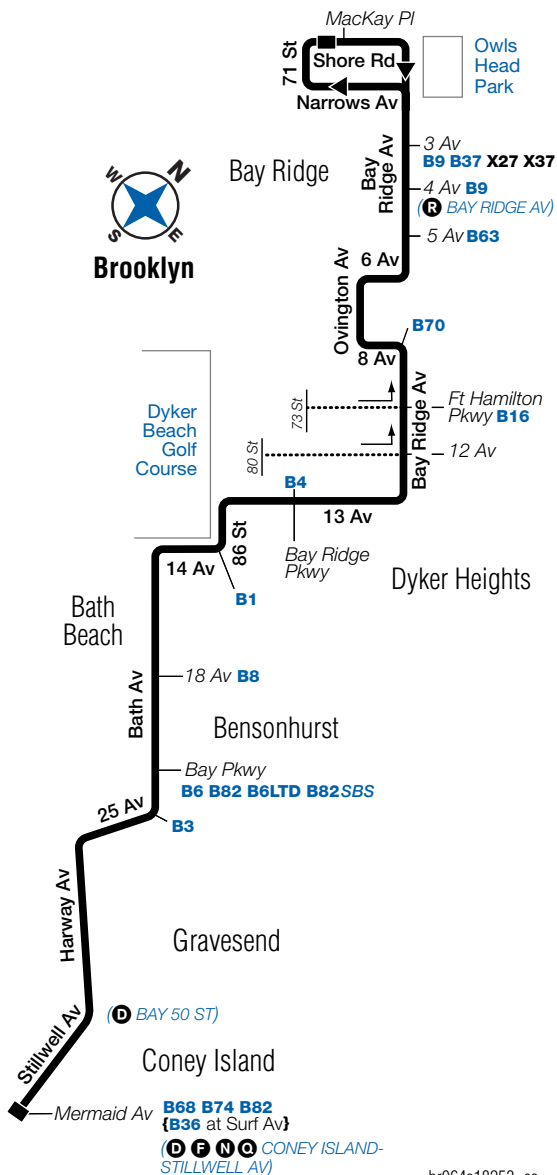 MacKay Pl
71 St
Shore Rd
Owls
Head
Park
Narrows Av
Bay
Ridge Av
3 Av
B9 B37 X27 X37
Bay Ridge
4 Av B9
(R BAY RIDGE AV)
N
W
S
E
Brooklyn
5 Av B63
6 Av
Ovington Av
B70
8 Av
Bay Ridge Av
Dyker
Beach
Golf
Course
73 St
Ft Hamilton
Pkwy B16
80 St
12 Av
B4
13 Av
86 St
Bay Ridge
Pkwy
14 Av
Dyker Heights
B1
Bath
Beach
Bath Av
18 Av B8
Bensonhurst
Bay Pkwy
B6 B82 B6LTD B82SBS
25 Av
B3
Harway Av
Gravesend
Stillwell Av
(D BAY 50 ST)
Coney Island
Mermaid Av
B68 B74 B82
{B36 at Surf Av}
(D F N Q CONEY ISLAND-
STILLWELL AV)